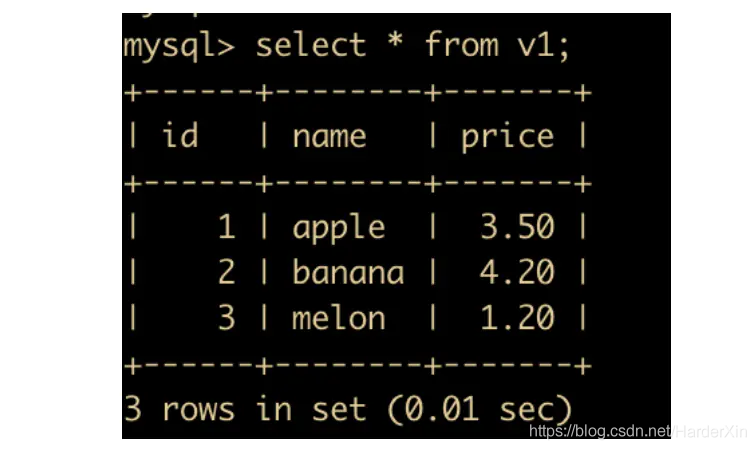 mysql> select * from v1;
+------+--------+-------+
| id   | name   | price |
+------+--------+-------+
|    1 | apple  |  3.50 |
|    2 | banana |  4.20 |
|    3 | melon  |  1.20 |
+------+--------+-------+
3 rows in set (0.01 sec)
https://blog.csdn.net/HarderXin